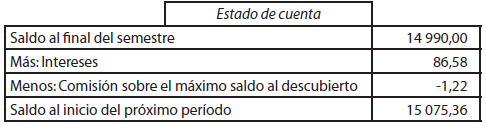 Estado de cuenta
Saldo al final del semestre 14 990,00
Más: Intereses 86,58
Menos: Comisión sobre el máximo saldo al descubierto -1,22
Saldo al inicio del próximo período 15 075,36